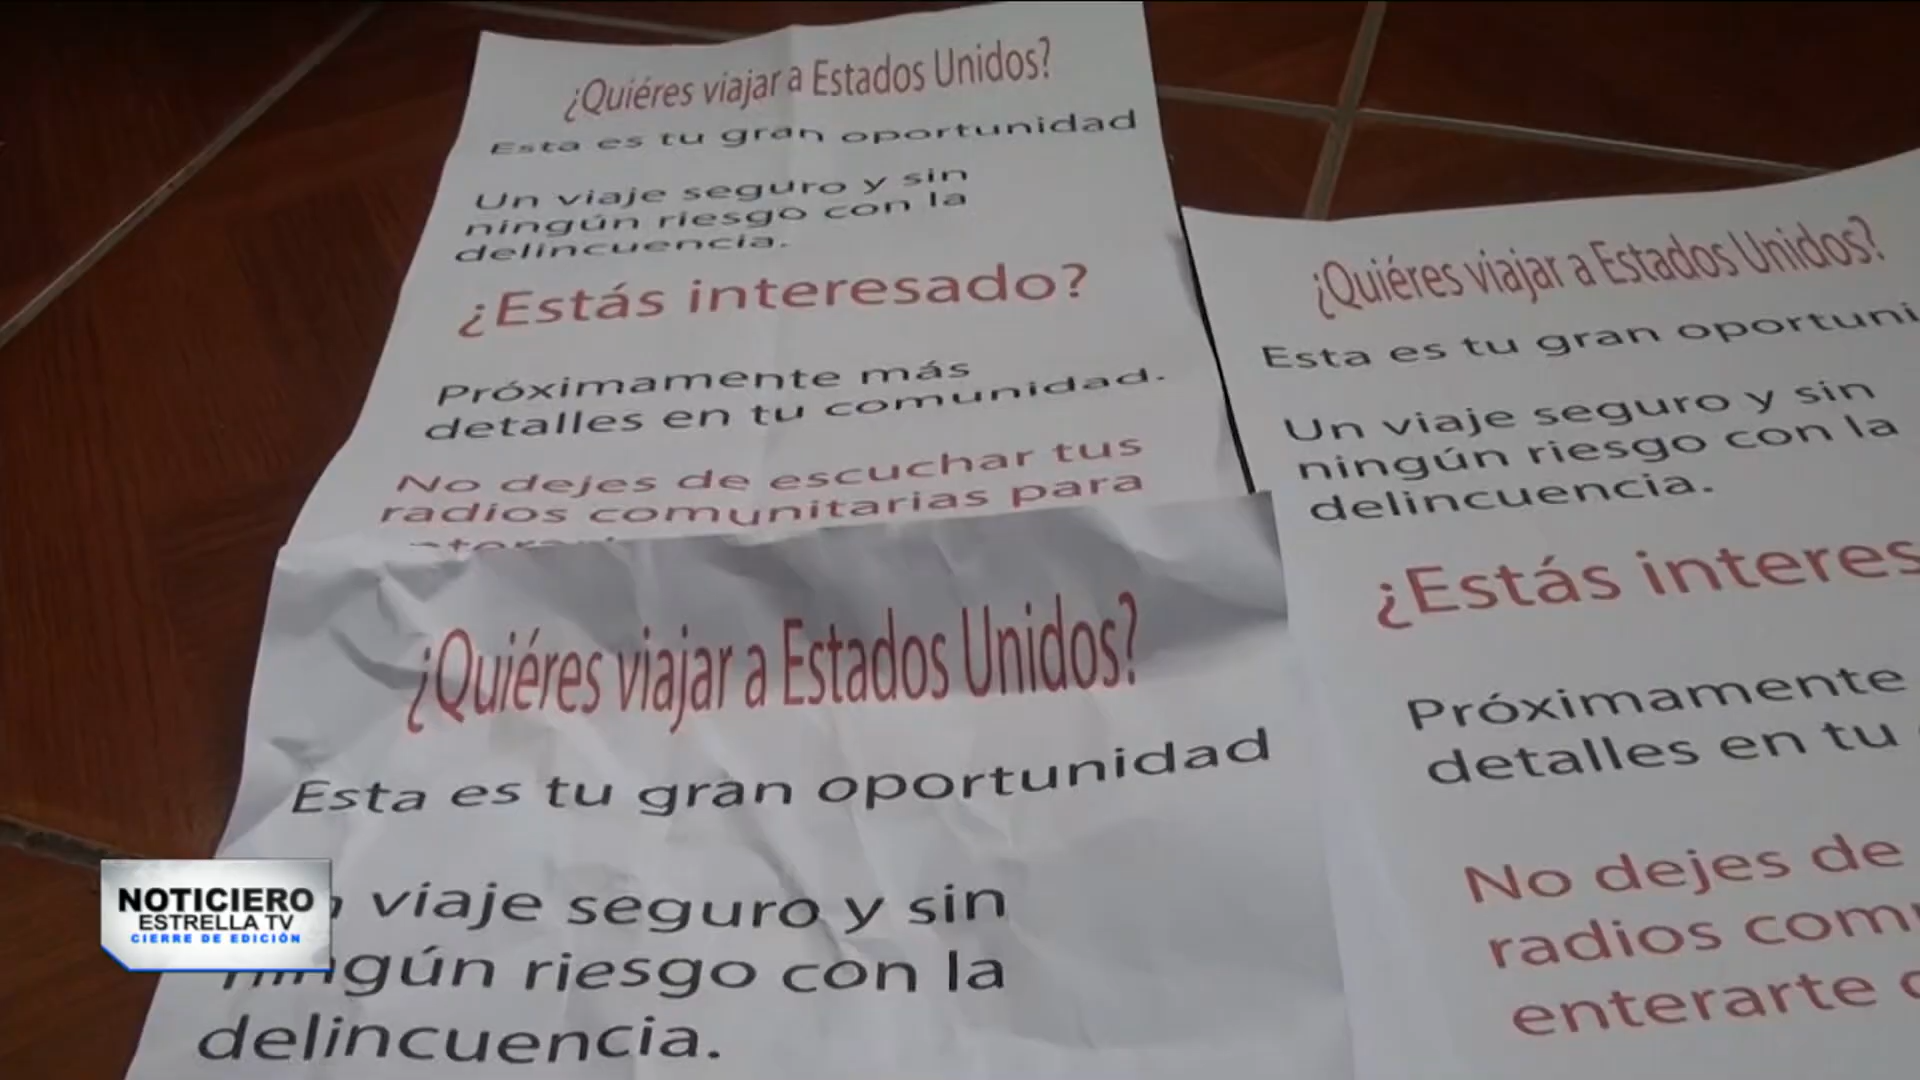 ¿Quiéres viajar a Estados Unidos?
Esta es tu gran oportunidad
Un viaje seguro y sin
ningún riesgo con la
delincuencia.
¿Estás interesado?
Próximamente más
detalles en tu comunidad.
No dejes de escuchar tus
radios comunitarias para
¿Quiéres viajar a Estados Unidos?
Esta es tu gran oportuni
Un viaje seguro y sin
ningún riesgo con la
delincuencia.
¿Estás interes
Próximamente
detalles en tu
No dejes de
radios com
enterarte
¿Quiéres viajar a Estados Unidos?
Esta es tu gran oportunidad
viaje seguro y sin
ningún riesgo con la
delincuencia.
NOTICIERO
ESTRELLA TV
CIERRE DE EDICIÓN